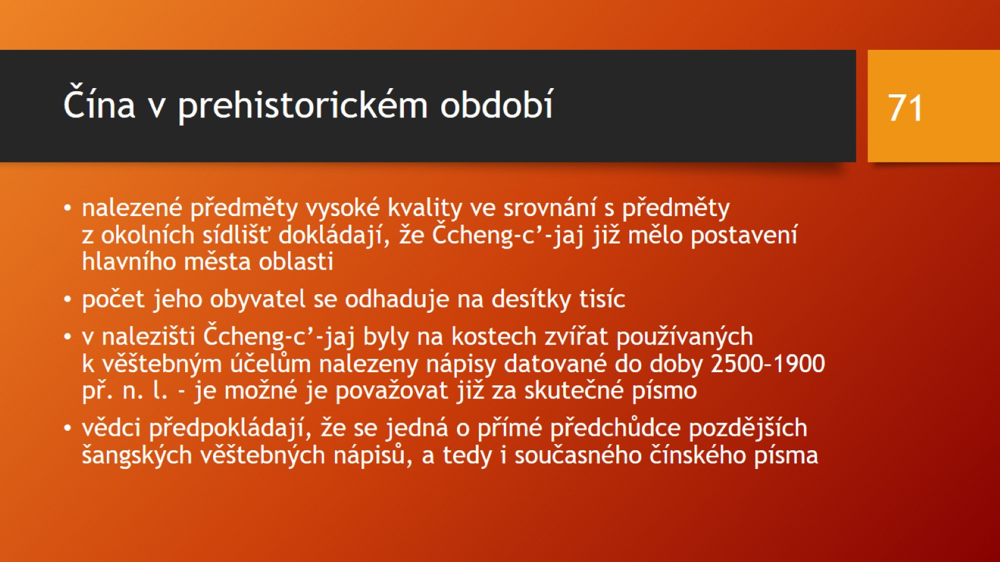 Čína v prehistorickém období
71
• nalezené předměty vysoké kvality ve srovnání s předměty
z okolních sídlišť dokládají, že Čcheng-c’-jaj již mělo postavení
hlavního města oblasti
• počet jeho obyvatel se odhaduje na desítky tisíc
• v nalezišti Čcheng-c’-jaj byly na kostech zvířat používaných
k věštebným účelům nalezeny nápisy datované do doby 2500–1900
př. n. l. - je možné je považovat již za skutečné písmo
• vědci předpokládají, že se jedná o přímé předchůdce pozdějších
šangských věštebných nápisů, a tedy i současného čínského písma